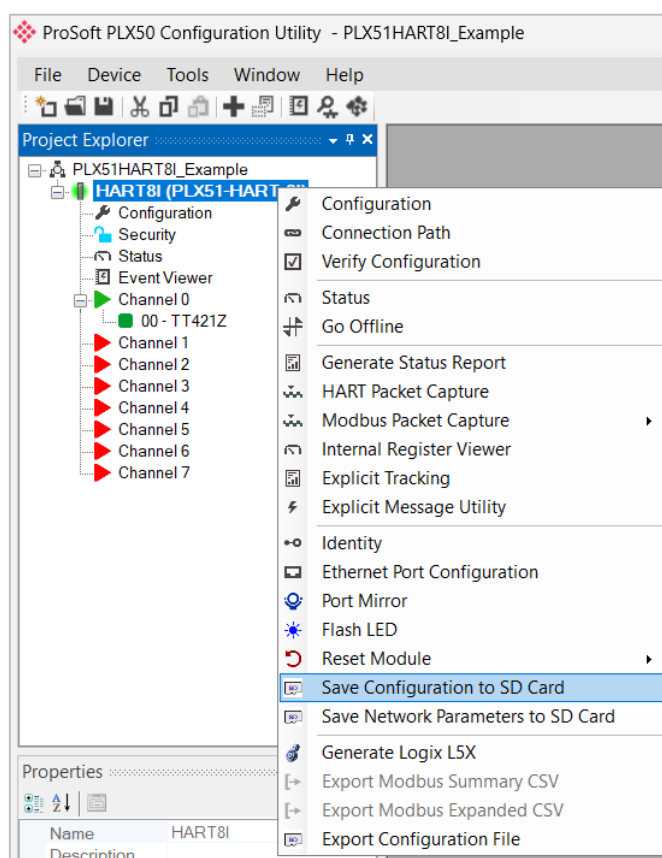 ProSoft PLX50 Configuration Utility - PLX51HART8I_Example
File Device Tools Window Help
Project Explorer
PLX51HART8I_Example
HART8I (PLX51-HART
Configuration
Security
Status
Event Viewer
Channel 0
00 - TT421Z
Channel 1
Channel 2
Channel 3
Channel 4
Channel 5
Channel 6
Channel 7
Configuration
Connection Path
Verify Configuration
Status
Go Offline
Generate Status Report
HART Packet Capture
Modbus Packet Capture
Internal Register Viewer
Explicit Tracking
Explicit Message Utility
Identity
Ethernet Port Configuration
Port Mirror
Flash LED
Reset Module
Save Configuration to SD Card
Save Network Parameters to SD Card
Generate Logix L5X
Export Modbus Summary CSV
Export Modbus Expanded CSV
Export Configuration File
Properties
Name HART8I
Description